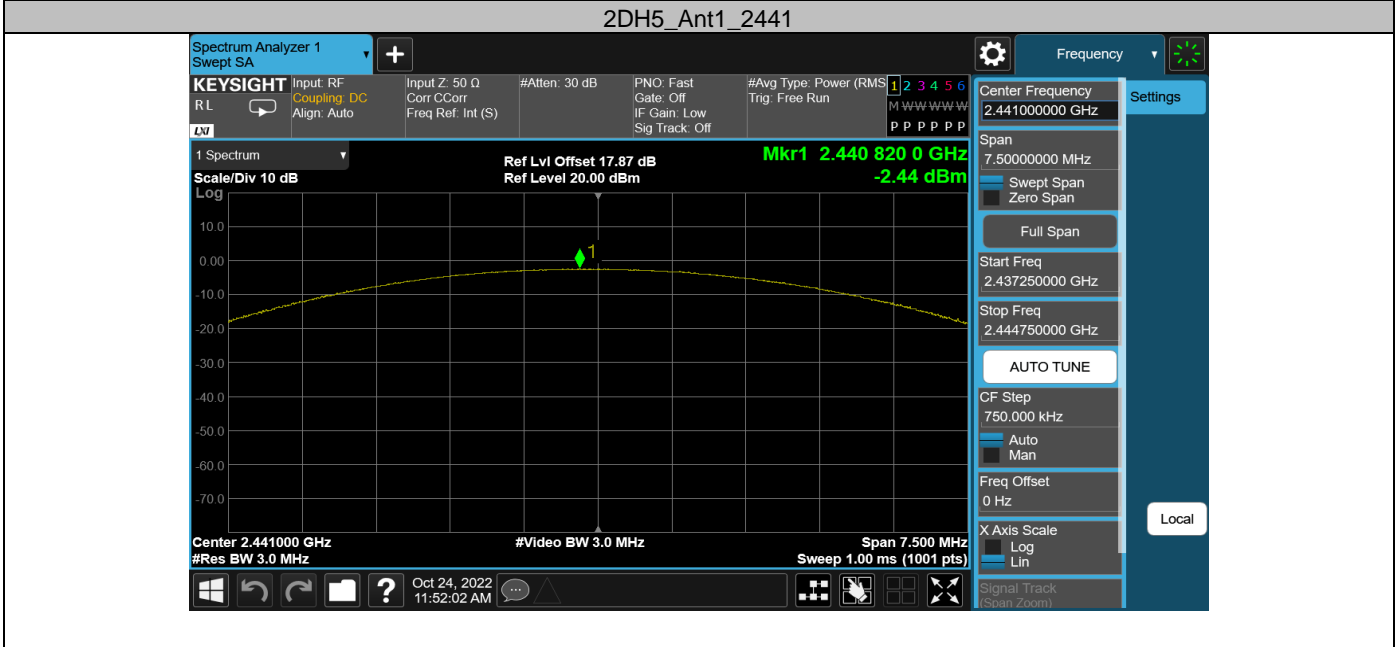 2DH5_Ant1_2441
Spectrum Analyzer 1
Swept SA
+
Frequency
KEYSIGHT
RL
LXI
Input: RF
Coupling: DC
Align: Auto
Input Z: 50 Ω
Corr CCorr
Freq Ref: Int (S)
#Atten: 30 dB
PNO: Fast
Gate: Off
IF Gain: Low
Sig Track: Off
#Avg Type: Power (RMS
Trig: Free Run
1 2 3 4 5 6
M W W W W W
P P P P P P
1 Spectrum
Scale/Div 10 dB
Ref Lvl Offset 17.87 dB
Ref Level 20.00 dBm
Mkr1 2.440 820 0 GHz
-2.44 dBm
Log
10.0
0.00
-10.0
-20.0
-30.0
-40.0
-50.0
-60.0
-70.0
1
Center 2.441000 GHz
#Res BW 3.0 MHz
#Video BW 3.0 MHz
Span 7.500 MHz
Sweep 1.00 ms (1001 pts)
Center Frequency
2.441000000 GHz
Span
7.50000000 MHz
Swept Span
Zero Span
Full Span
Start Freq
2.437250000 GHz
Stop Freq
2.444750000 GHz
AUTO TUNE
CF Step
750.000 kHz
Auto
Man
Freq Offset
0 Hz
X Axis Scale
Log
Lin
Signal Track
(Span Zoom)
Settings
Local
?
Oct 24, 2022
11:52:02 AM